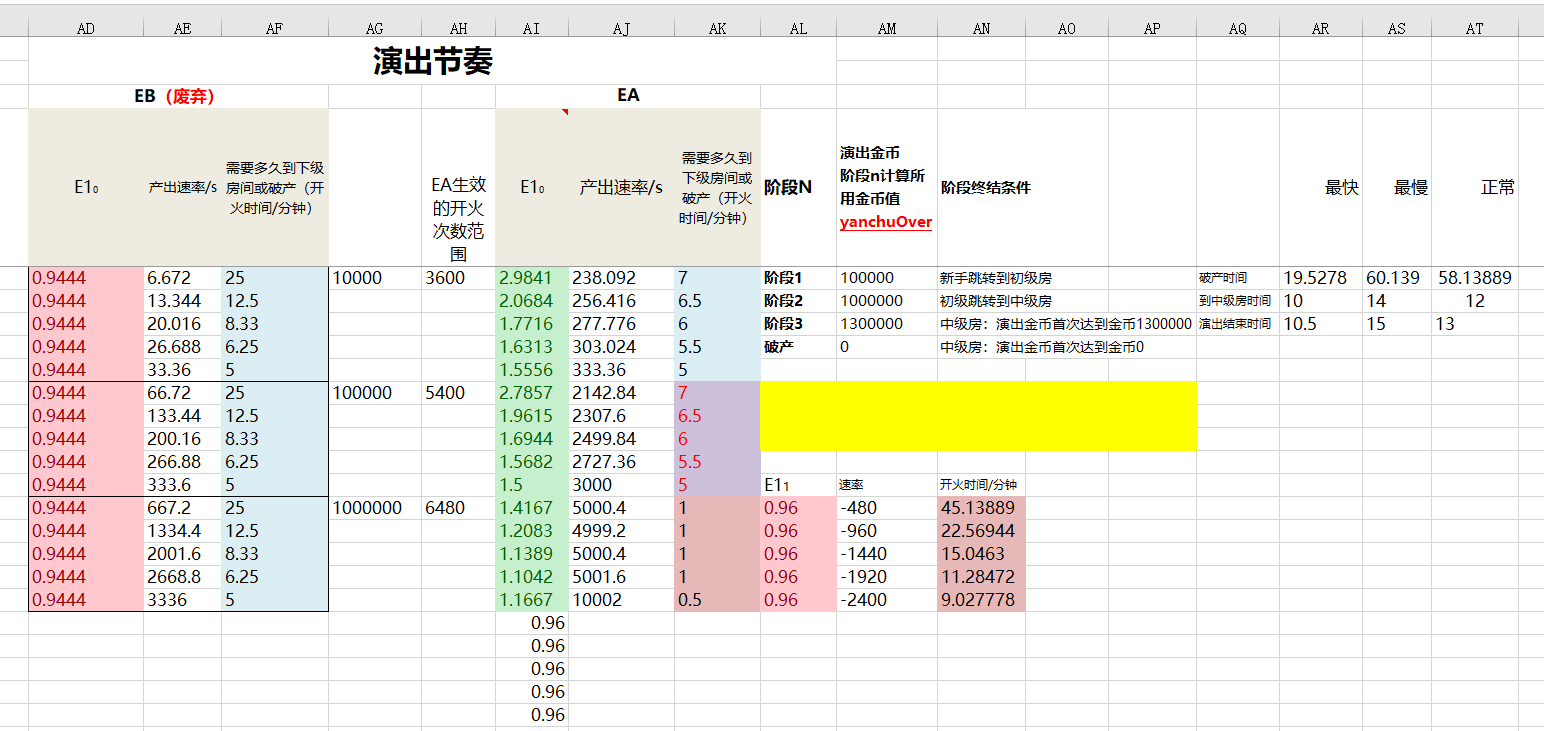 AD AE AF AG AH AI AJ AK AL AM AN AO AP AQ AR AS AT
演出节奏
EB（废弃） EA
E1₀ 产出速率/s 需要多久到下级房间或破产（开火时间/分钟） EA生效的开火次数范围 E1₀ 产出速率/s 需要多久到下级房间或破产（开火时间/分钟） 阶段N 演出金币阶段n计算所用金币值 yanchuOver 阶段终结条件 最快 最慢 正常
0.9444 6.672 25 10000 3600 2.9841 238.092 7 阶段1 100000 新手跳转到初级房 破产时间 19.5278 60.139 58.13889
0.9444 13.344 12.5 2.0684 256.416 6.5 阶段2 1000000 初级跳转到中级房 到中级房时间 10 14 12
0.9444 20.016 8.33 1.7716 277.776 6 阶段3 1300000 中级房：演出金币首次达到金币1300000 演出结束时间 10.5 15 13
0.9444 26.688 6.25 1.6313 303.024 5.5 破产 0 中级房：演出金币首次达到金币0
0.9444 33.36 5 1.5556 333.36 5
0.9444 66.72 25 100000 5400 2.7857 2142.84 7
0.9444 133.44 12.5 1.9615 2307.6 6.5
0.9444 200.16 8.33 1.6944 2499.84 6
0.9444 266.88 6.25 1.5682 2727.36 5.5
0.9444 333.6 5 1.5 3000 5 E1₁ 速率 开火时间/分钟
0.9444 667.2 25 1000000 6480 1.4167 5000.4 1 0.96 -480 45.13889
0.9444 1334.4 12.5 1.2083 4999.2 1 0.96 -960 22.56944
0.9444 2001.6 8.33 1.1389 5000.4 1 0.96 -1440 15.0463
0.9444 2668.8 6.25 1.1042 5001.6 1 0.96 -1920 11.28472
0.9444 3336 5 1.1667 10002 0.5 0.96 -2400 9.027778
0.96
0.96
0.96
0.96
0.96